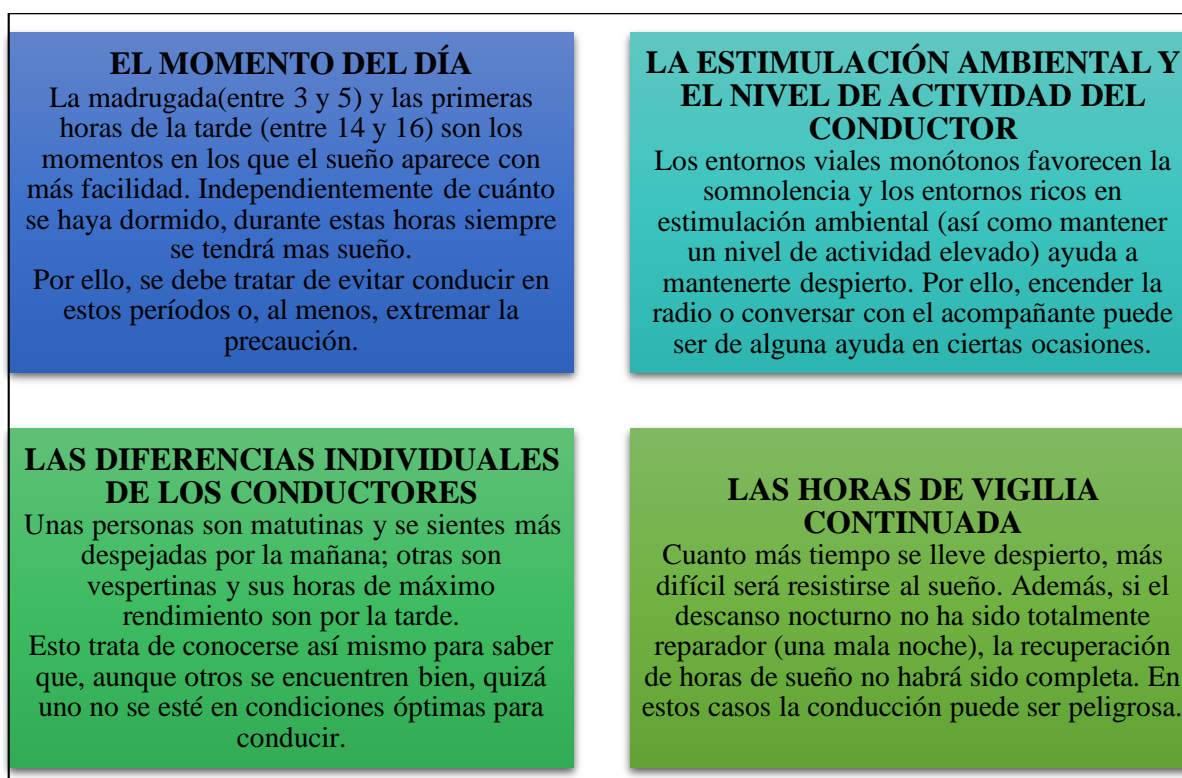 EL MOMENTO DEL DÍA
La madrugada(entre 3 y 5) y las primeras
horas de la tarde (entre 14 y 16) son los
momentos en los que el sueño aparece con
más facilidad. Independientemente de cuánto
se haya dormido, durante estas horas siempre
se tendrá mas sueño.
Por ello, se debe tratar de evitar conducir en
estos períodos o, al menos, extremar la
precaución.
LA ESTIMULACIÓN AMBIENTAL Y
EL NIVEL DE ACTIVIDAD DEL
CONDUCTOR
Los entornos viales monótonos favorecen la
somnolencia y los entornos ricos en
estimulación ambiental (así como mantener
un nivel de actividad elevado) ayuda a
mantenerte despierto. Por ello, encender la
radio o conversar con el acompañante puede
ser de alguna ayuda en ciertas ocasiones.
LAS DIFERENCIAS INDIVIDUALES
DE LOS CONDUCTORES
Unas personas son matutinas y se sientes más
despejadas por la mañana; otras son
vespertinas y sus horas de máximo
rendimiento son por la tarde.
Esto trata de conocerse así mismo para saber
que, aunque otros se encuentren bien, quizá
uno no se esté en condiciones óptimas para
conducir.
LAS HORAS DE VIGILIA
CONTINUADA
Cuanto más tiempo se lleve despierto, más
difícil será resistirse al sueño. Además, si el
descanso nocturno no ha sido totalmente
reparador (una mala noche), la recuperación
de horas de sueño no habrá sido completa. En
estos casos la conducción puede ser peligrosa.